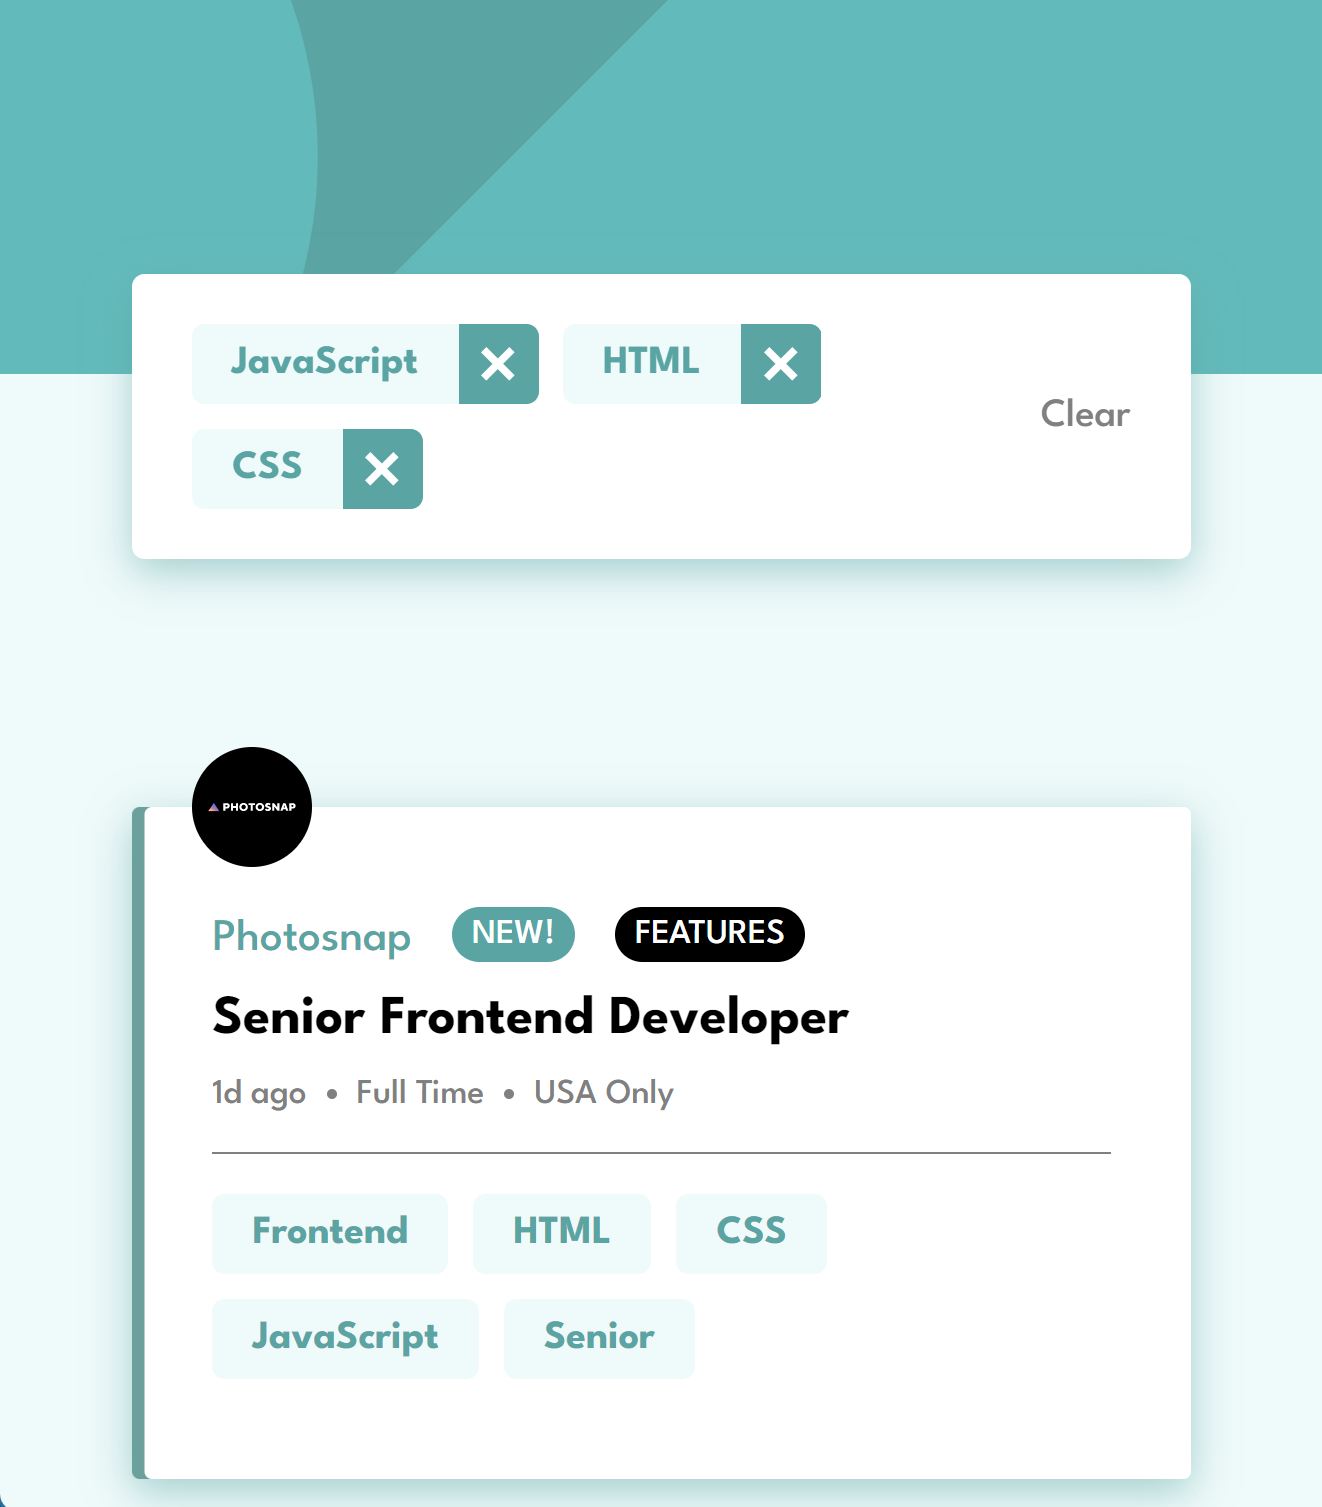 JavaScript HTML
Clear
CSS
PHOTOSNAP
Photosnap NEW! FEATURES
Senior Frontend Developer
1d ago • Full Time • USA Only
Frontend HTML CSS
JavaScript Senior